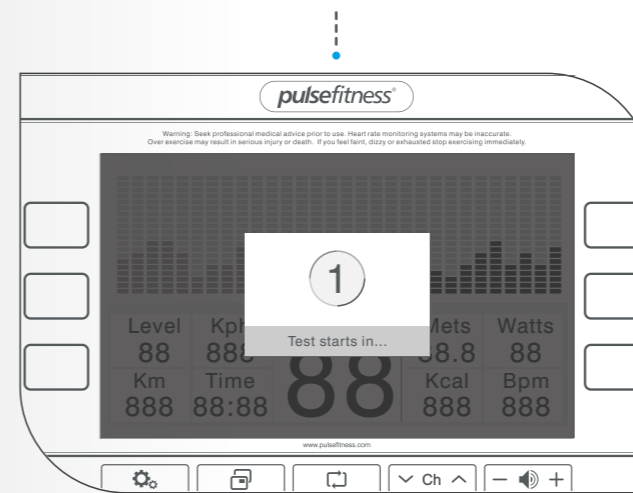 pulsefitness®
Warning: Seek professional medical advice prior to use. Heart rate monitoring systems may be inaccurate.
Over exercise may result in serious injury or death. If you feel faint, dizzy or exhausted stop exercising immediately.
1
Test starts in...
Level Kph Mets Watts
88 888 88.8 88
88
Km Time Kcal Bpm
888 88:88 888 888
www.pulsefitness.com
Ch